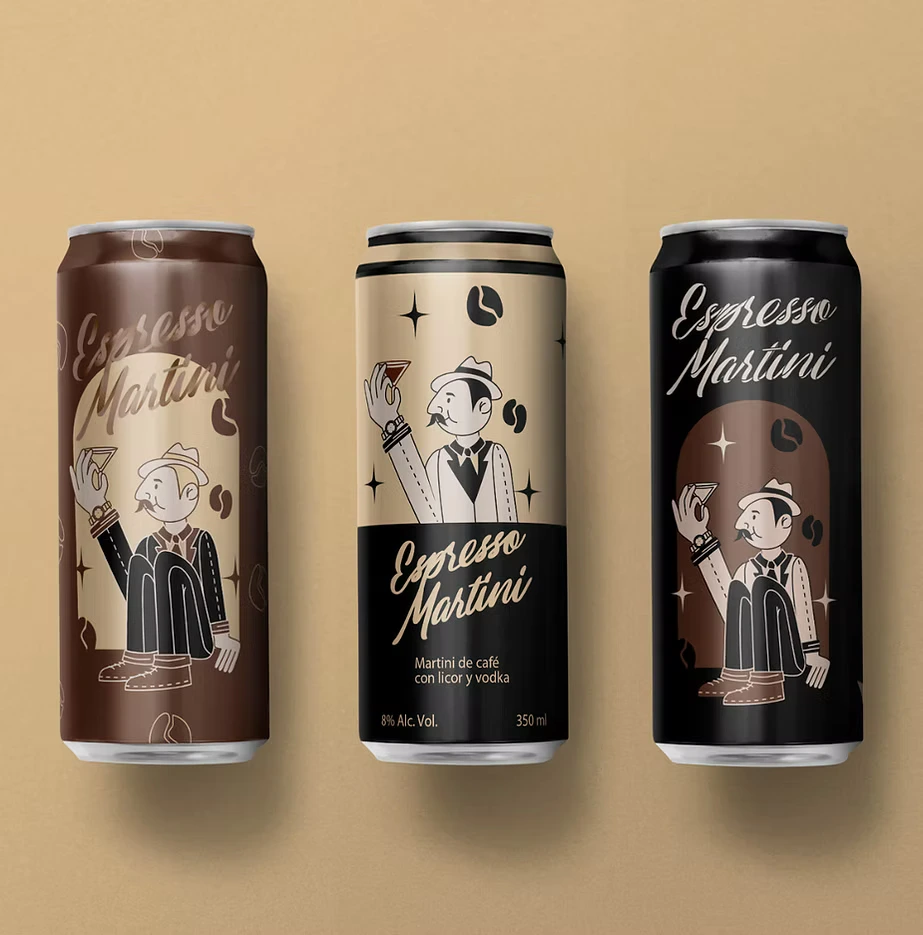 Espresso
Martini
Espresso
Martini
Martini de café
con licor y vodka
8% Alc. Vol.
350 ml
Espresso
Martini